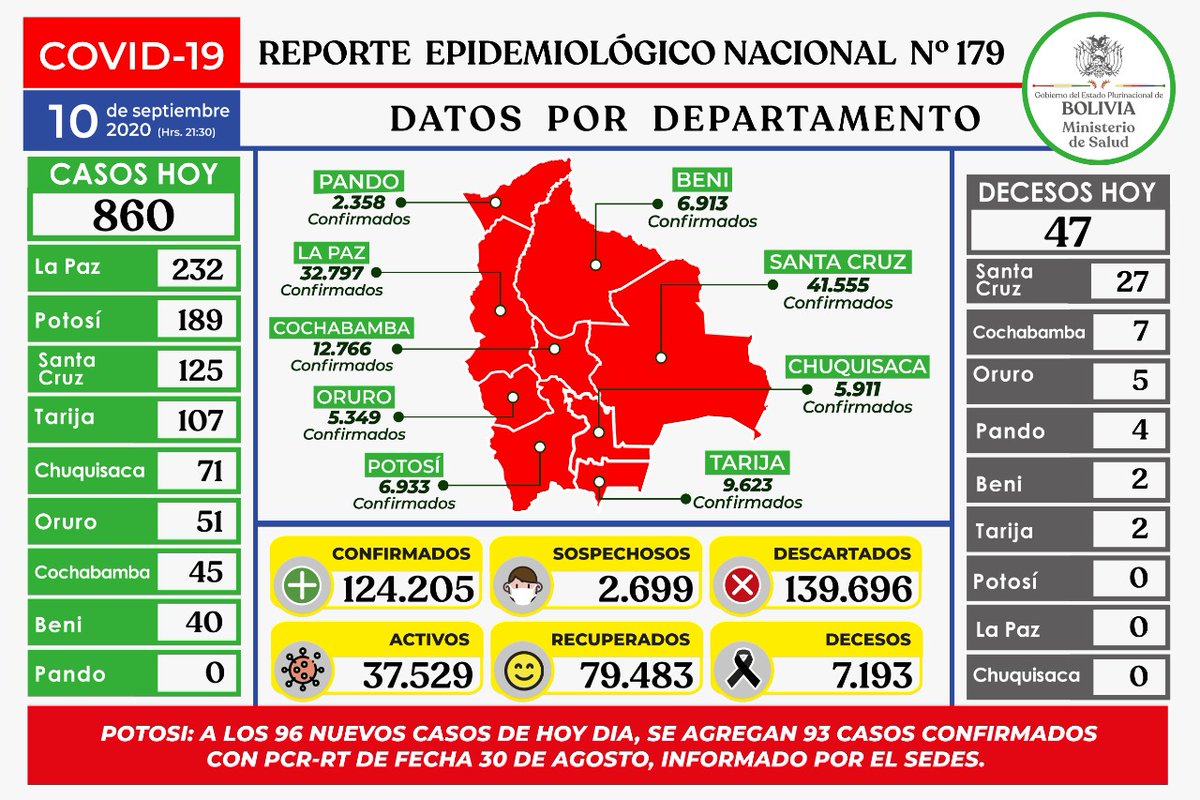 COVID-19
REPORTE EPIDEMIOLÓGICO NACIONAL Nº 179
10 de septiembre
2020 (Hrs. 21:30)
DATOS POR DEPARTAMENTO
Gobierno del Estado Plurinacional de
BOLIVIA
Ministerio
de Salud
CASOS HOY
860
La Paz 232
Potosí 189
Santa
Cruz 125
Tarija 107
Chuquisaca 71
Oruro 51
Cochabamba 45
Beni 40
Pando 0
PANDO
2.358
Confirmados
LA PAZ
32.797
Confirmados
COCHABAMBA
12.766
Confirmados
ORURO
5.349
Confirmados
POTOSÍ
6.933
Confirmados
BENI
6.913
Confirmados
SANTA CRUZ
41.555
Confirmados
CHUQUISACA
5.911
Confirmados
TARIJA
9.623
Confirmados
CONFIRMADOS
124.205
SOSPECHOSOS
2.699
DESCARTADOS
139.696
ACTIVOS
37.529
RECUPERADOS
79.483
DECESOS
7.193
DECESOS HOY
47
Santa
Cruz 27
Cochabamba 7
Oruro 5
Pando 4
Beni 2
Tarija 2
Potosí 0
La Paz 0
Chuquisaca 0
POTOSI: A LOS 96 NUEVOS CASOS DE HOY DIA, SE AGREGAN 93 CASOS CONFIRMADOS
CON PCR-RT DE FECHA 30 DE AGOSTO, INFORMADO POR EL SEDES.